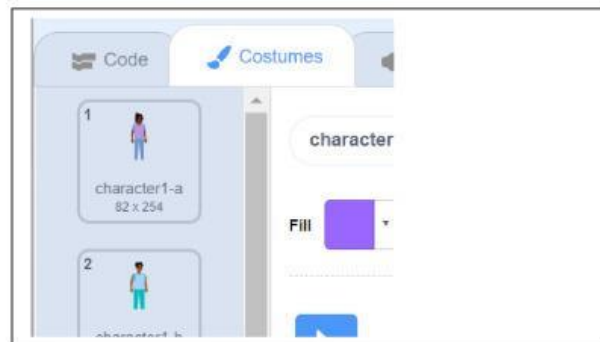 Code
Costumes
1
character1-a
82 x 254
2
character
Fill